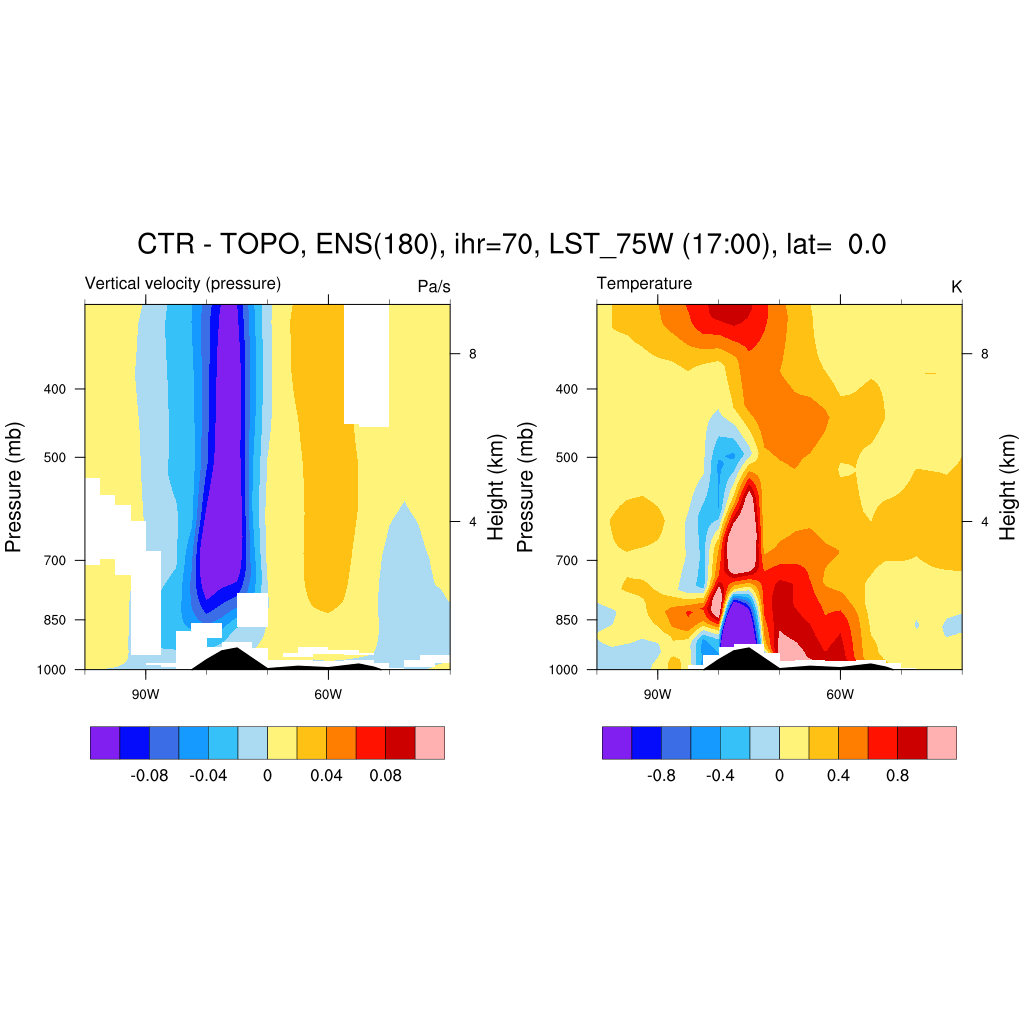 CTR - TOPO, ENS(180), ihr=70, LST_75W (17:00), lat= 0.0
Vertical velocity (pressure)
Pa/s
Pressure (mb)
400
500
700
850
1000
8
4
Height (km)
90W
60W
-0.08
-0.04
0
0.04
0.08
Temperature
K
Pressure (mb)
400
500
700
850
1000
8
4
Height (km)
90W
60W
-0.8
-0.4
0
0.4
0.8